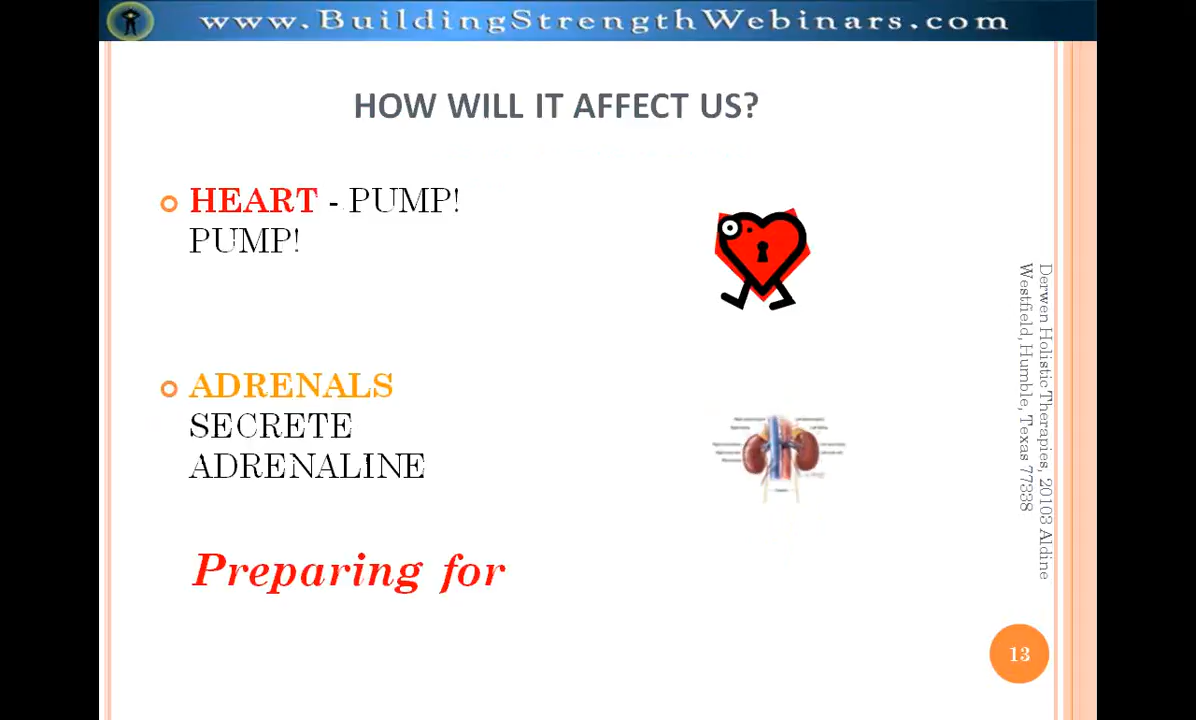 www.BuildingStrengthWebinars.com
HOW WILL IT AFFECT US?
HEART - PUMP!
PUMP!
ADRENALS
SECRETE
ADRENALINE
Preparing for
Derwen Holistic Therapies, 20103 Aldine
Westfield, Humble, Texas 77338
13